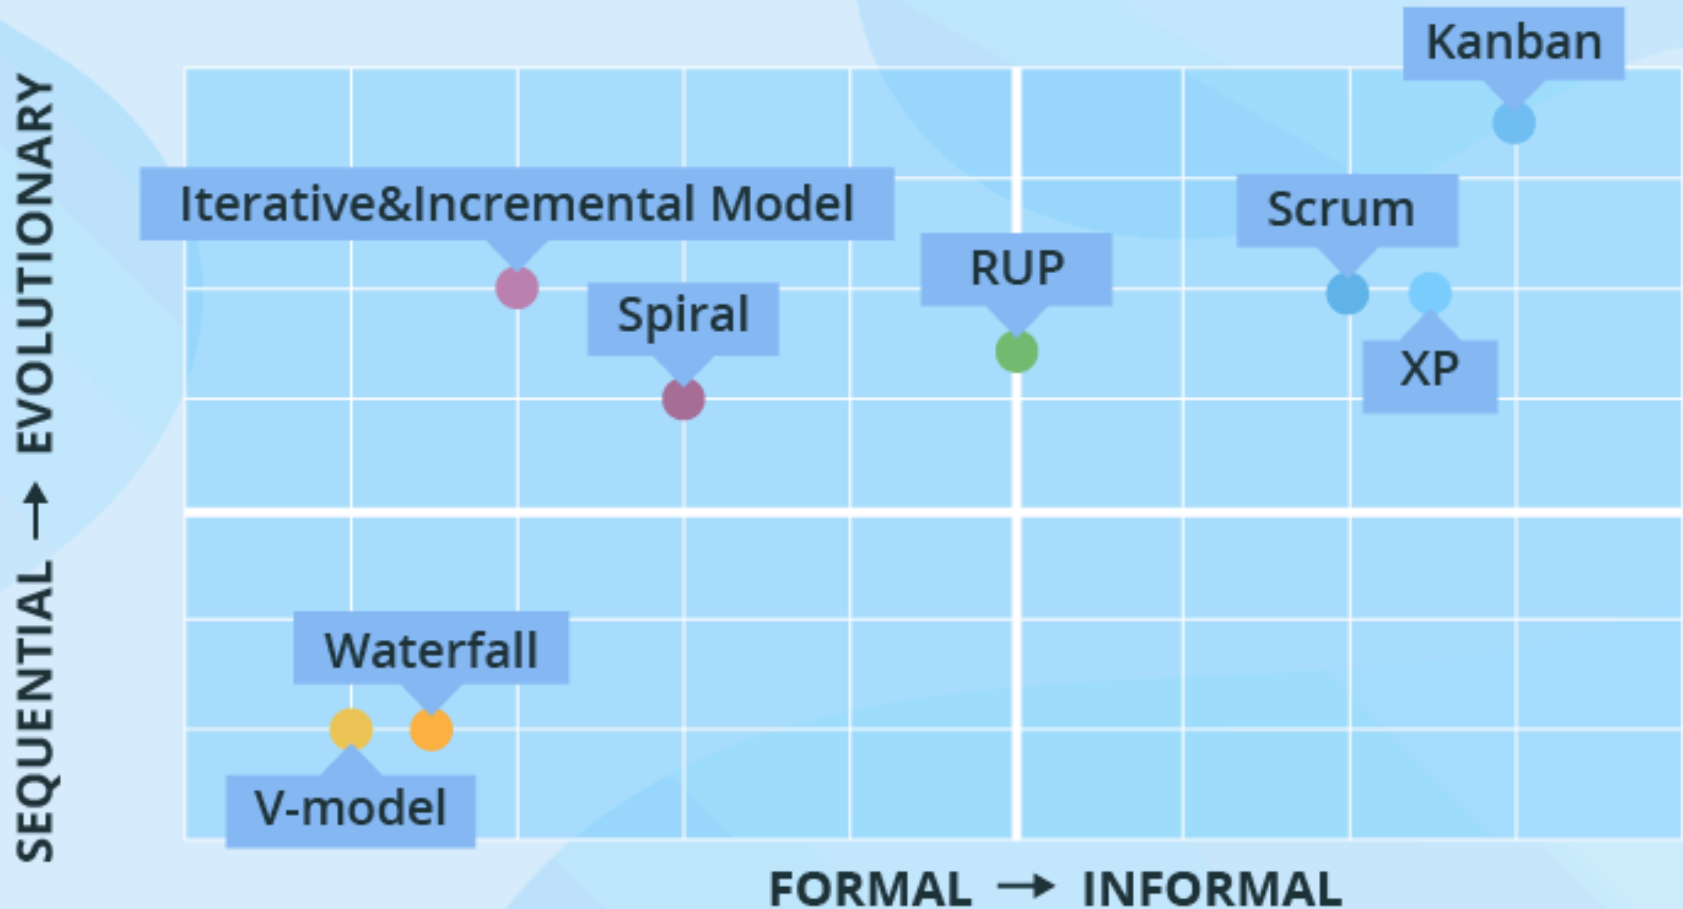 Kanban
Iterative&Incremental Model
Scrum
RUP
Spiral
XP
Waterfall
V-model
SEQUENTIAL → EVOLUTIONARY
FORMAL → INFORMAL